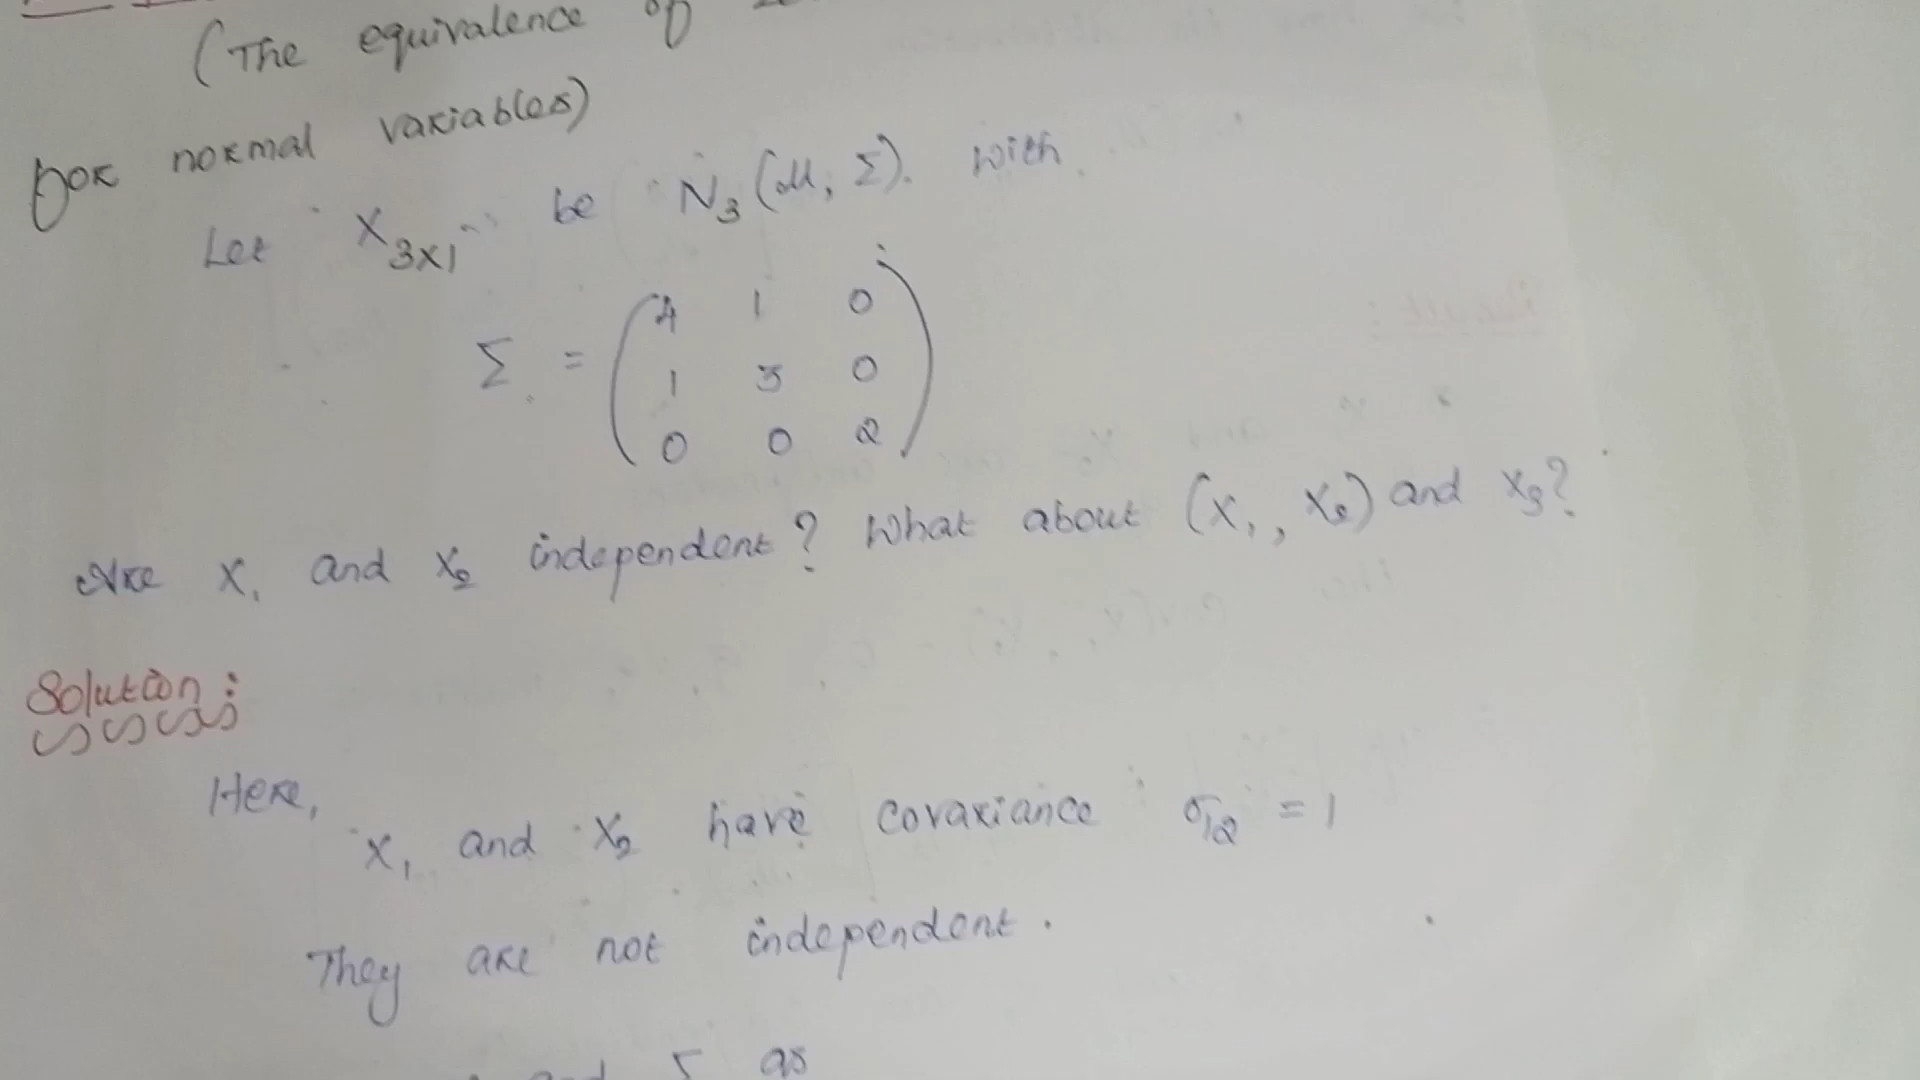 (The equivalence of
for normal variables)
Let X3x1 be N3(μ, Σ). with
Σ = (4 1 0
1 3 0
0 0 2)
Are X1 and X2 independent? What about (X1, X2) and X3?
Solution:
Here,
X1 and X2 have covariance σ12 = 1
They are not independent.
and Σ as